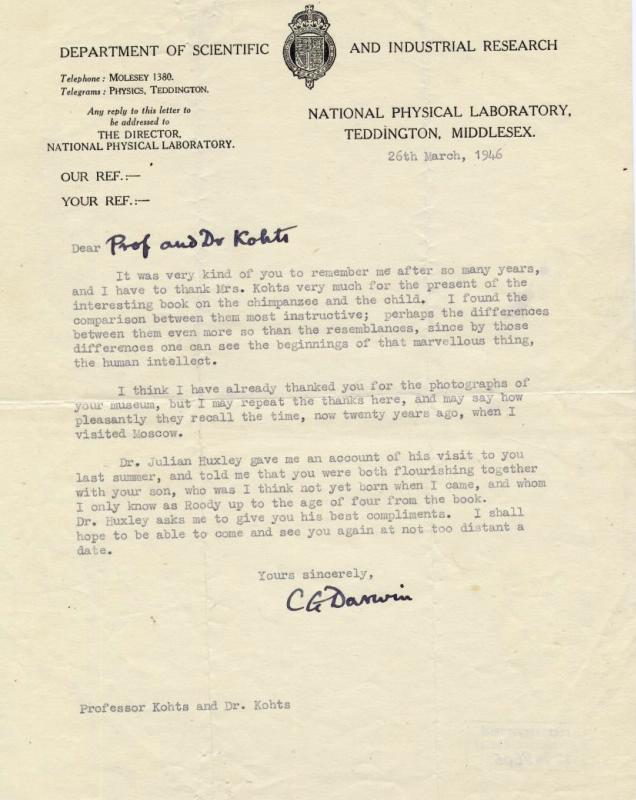 DEPARTMENT OF SCIENTIFIC AND INDUSTRIAL RESEARCH
Telephone: MOLESEY 1380.
Telegrams: PHYSICS, TEDDINGTON.
Any reply to this letter to
be addressed to
THE DIRECTOR,
NATIONAL PHYSICAL LABORATORY.
NATIONAL PHYSICAL LABORATORY,
TEDDINGTON, MIDDLESEX.
26th March, 1946
OUR REF.:—
YOUR REF.:—
Dear Prof and Dr Kohts
It was very kind of you to remember me after so many years,
and I have to thank Mrs. Kohts very much for the present of the
interesting book on the chimpanzee and the child. I found the
comparison between them most instructive; perhaps the differences
between them even more so than the resemblances, since by those
differences one can see the beginnings of that marvellous thing,
the human intellect.
I think I have already thanked you for the photographs of
your museum, but I may repeat the thanks here, and may say how
pleasantly they recall the time, now twenty years ago, when I
visited Moscow.
Dr. Julian Huxley gave me an account of his visit to you
last summer, and told me that you were both flourishing together
with your son, who was I think not yet born when I came, and whom
I only know as Roody up to the age of four from the book.
Dr. Huxley asks me to give you his best compliments. I shall
hope to be able to come and see you again at not too distant a
date.
Yours sincerely,
C G Darwin
Professor Kohts and Dr. Kohts